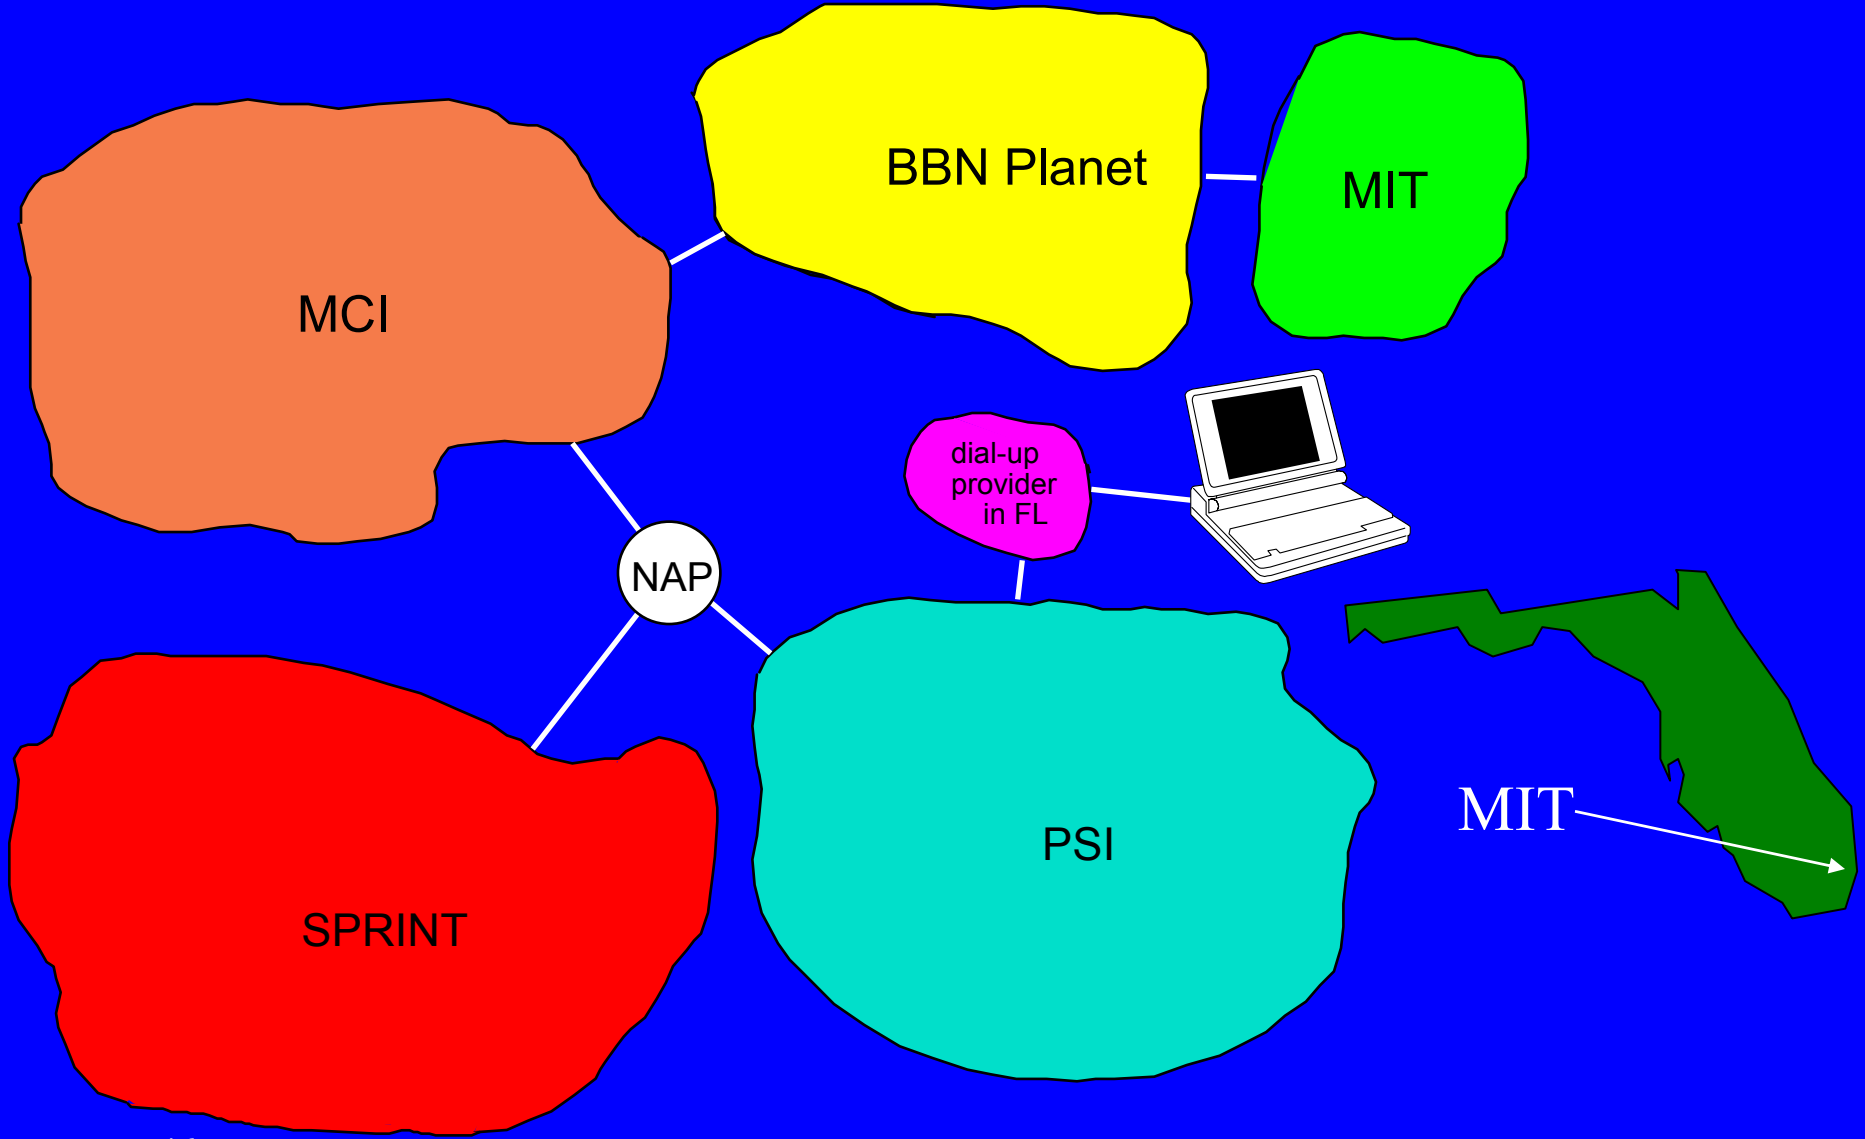 BBN Planet
MIT
MCI
dial-up
provider
in FL
NAP
MIT
PSI
SPRINT